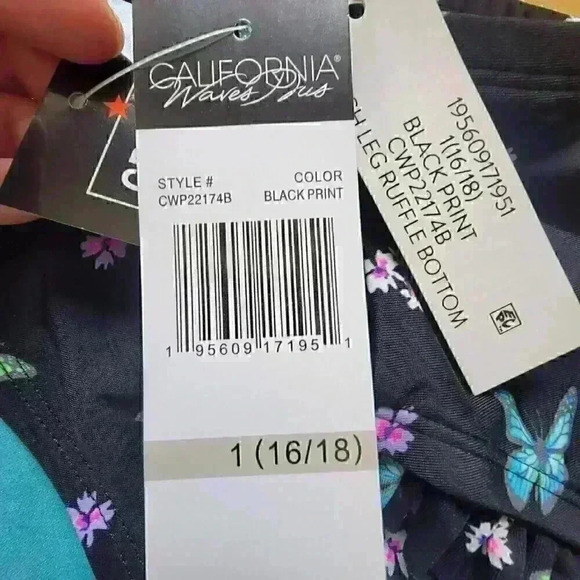 CALIFORNIA®
Waves Plus
STYLE #
CWP22174B
COLOR
BLACK PRINT
1 95609 17195 1
1 (16/18)
195609171951
1(16/18)
BLACK PRINT
CWP22174B
LEG RUFFLE BOTTOM